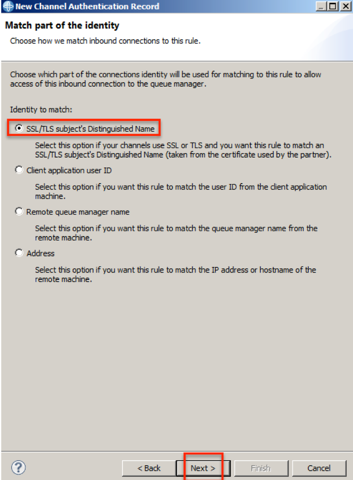 New Channel Authentication Record
Match part of the identity
Choose how we match inbound connections to this rule.
Choose which part of the connections identity will be used for matching to this rule to allow
access of this inbound connection to the queue manager.
Identity to match:
SSL/TLS subject's Distinguished Name
Select this option if your channels use SSL or TLS and you want this rule to match an
SSL/TLS subject's Distinguished Name (taken from the certificate used by the partner).
Client application user ID
Select this option if you want this rule to match the user ID from the client application
machine.
Remote queue manager name
Select this option if you want this rule to match the queue manager name from the
remote machine.
Address
Select this option if you want this rule to match the IP address or hostname of the
remote machine.
? < Back Next > Finish Cancel